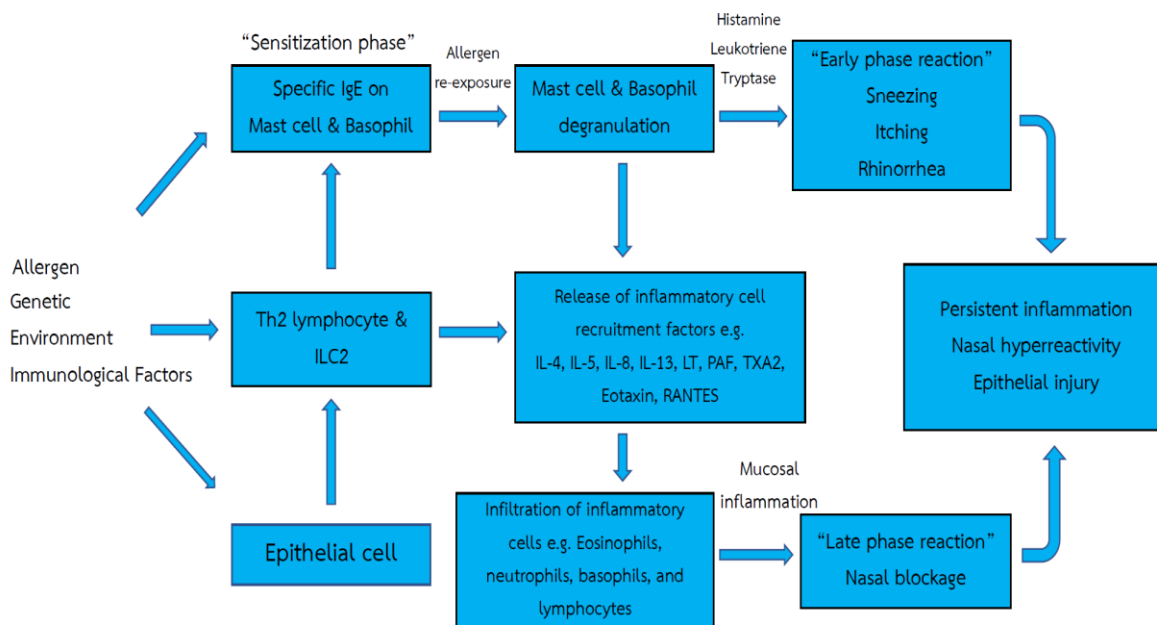 “Sensitization phase”
Specific IgE on
Mast cell & Basophil
Allergen
re-exposure
Mast cell & Basophil
degranulation
Histamine
Leukotriene
Tryptase
“Early phase reaction”
Sneezing
Itching
Rhinorrhea
Allergen
Genetic
Environment
Immunological Factors
Th2 lymphocyte &
ILC2
Release of inflammatory cell
recruitment factors e.g.
IL-4, IL-5, IL-8, IL-13, LT, PAF, TXA2,
Eotaxin, RANTES
Persistent inflammation
Nasal hyperreactivity
Epithelial injury
Epithelial cell
Infiltration of inflammatory
cells e.g. Eosinophils,
neutrophils, basophils, and
lymphocytes
Mucosal
inflammation
“Late phase reaction”
Nasal blockage